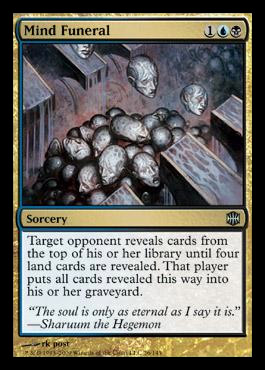 Mind Funeral 1
Sorcery
Target opponent reveals cards from
the top of his or her library until four
land cards are revealed. That player
puts all cards revealed this way into
his or her graveyard.
“The soul is only as eternal as I say it is.”
—Sharuum the Hegemon
rk post